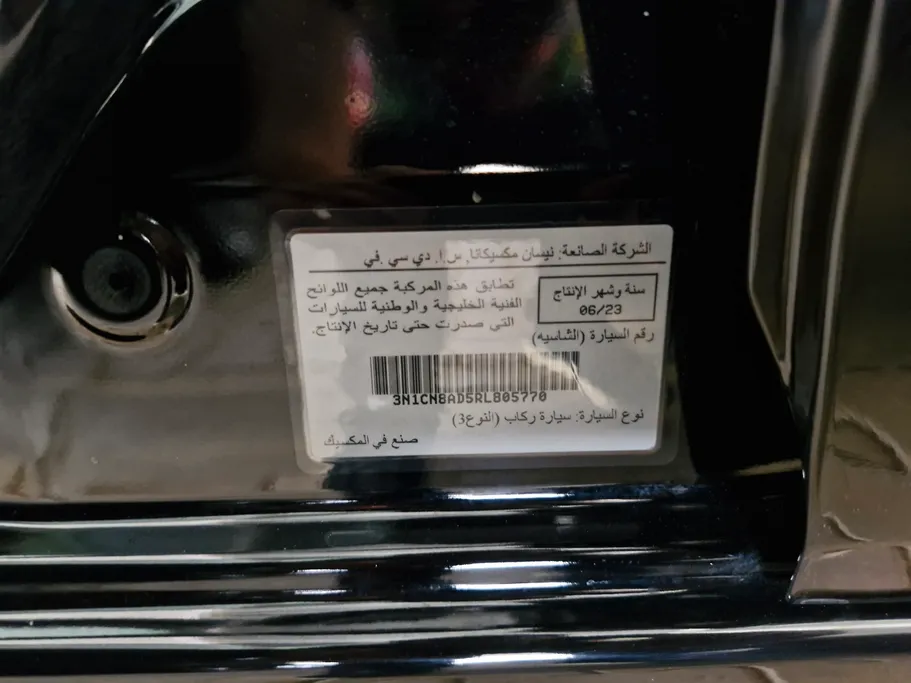 الشركة الصانعة: نيسان مكسيكانا, س.ا. دي سي .في
سنة وشهر الإنتاج
06/23
تطابق هذه المركبة جميع اللوائح
الفنية الخليجية والوطنية للسيارات
التي صدرت حتى تاريخ الإنتاج.
رقم السيارة (الشاسيه)
3N1CN8AD5RL805770
نوع السيارة: سيارة ركاب (النوع3)
صنع في المكسيك